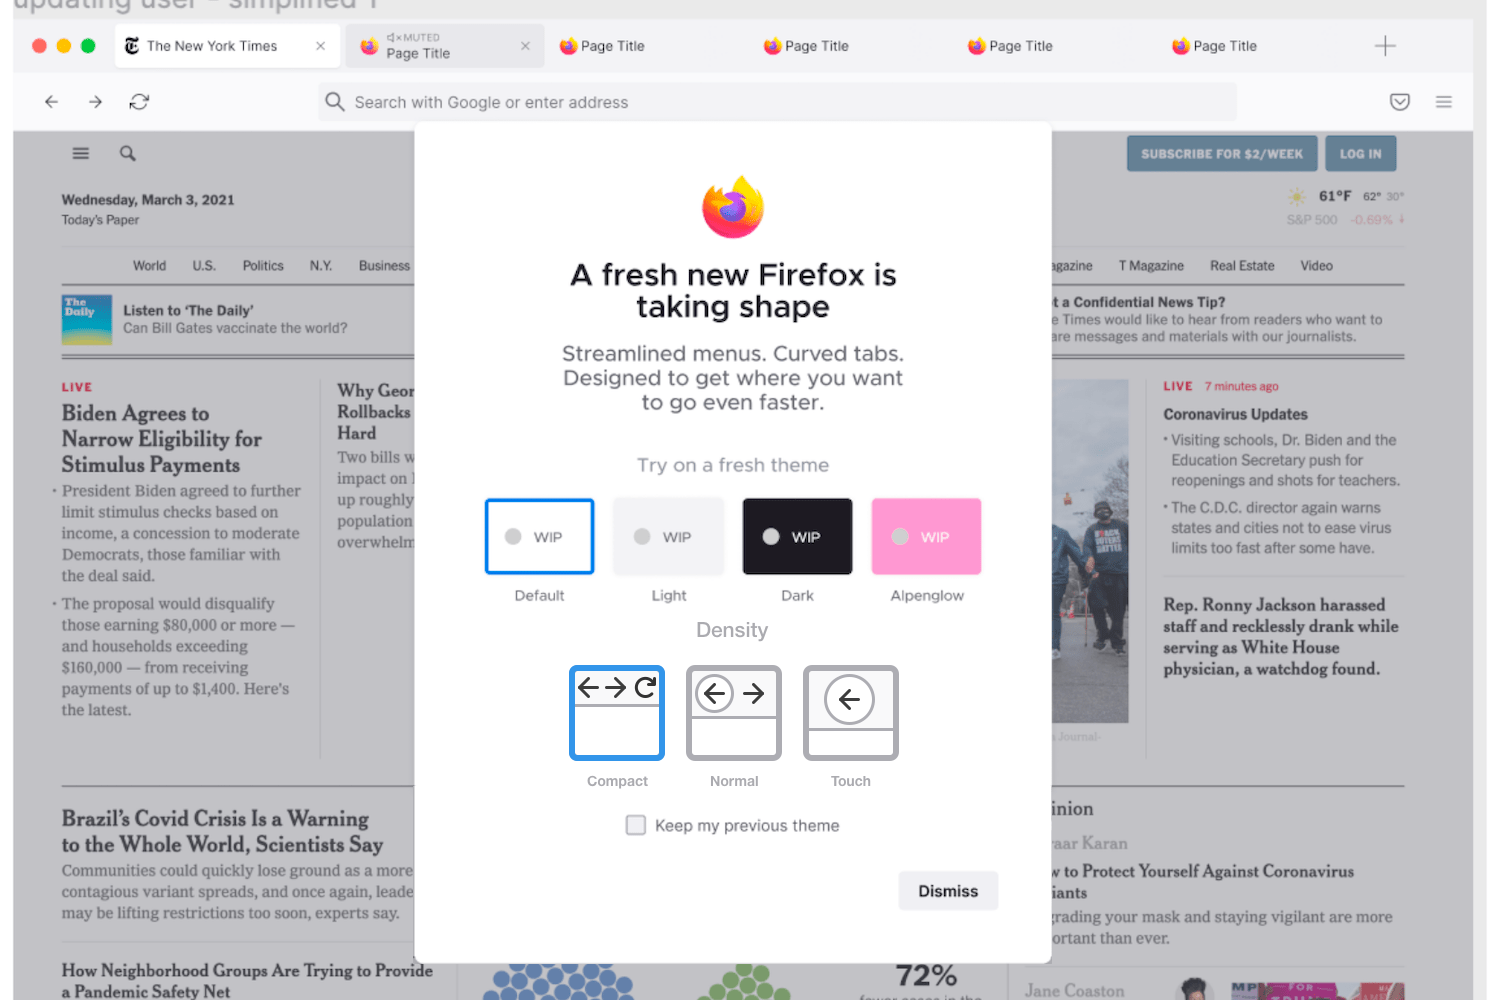 updating user - simplified 1
The New York Times
MUTED
Page Title
Page Title
Page Title
Page Title
Page Title
Search with Google or enter address
SUBSCRIBE FOR $2/WEEK
LOG IN
Wednesday, March 3, 2021
Today's Paper
61°F 62° 30°
S&P 500 -0.69%
World U.S. Politics N.Y. Business
agazine T Magazine Real Estate Video
The Daily
Listen to ‘The Daily’
Can Bill Gates vaccinate the world?
t a Confidential News Tip?
e Times would like to hear from readers who want to
are messages and materials with our journalists.
LIVE
Biden Agrees to
Narrow Eligibility for
Stimulus Payments
• President Biden agreed to further
limit stimulus checks based on
income, a concession to moderate
Democrats, those familiar with
the deal said.
• The proposal would disqualify
those earning $80,000 or more —
and households exceeding
$160,000 — from receiving
payments of up to $1,400. Here's
the latest.
Why Geor
Rollbacks
Hard
Two bills w
impact on
up roughly
population
overwhelm
A fresh new Firefox is
taking shape
Streamlined menus. Curved tabs.
Designed to get where you want
to go even faster.
Try on a fresh theme
WIP
WIP
WIP
WIP
Default
Light
Dark
Alpenglow
Density
Compact
Normal
Touch
Keep my previous theme
Dismiss
LIVE 7 minutes ago
Coronavirus Updates
• Visiting schools, Dr. Biden and the
Education Secretary push for
reopenings and shots for teachers.
• The C.D.C. director again warns
states and cities not to ease virus
limits too fast after some have.
Rep. Ronny Jackson harassed
staff and recklessly drank while
serving as White House
physician, a watchdog found.
a Journal-
Brazil's Covid Crisis Is a Warning
to the Whole World, Scientists Say
Communities could quickly lose ground as a more
contagious variant spreads, and once again, leade
may be lifting restrictions too soon, experts say.
How Neighborhood Groups Are Trying to Provide
a Pandemic Safety Net
72%
fewer cases in the
inion
raar Karan
w to Protect Yourself Against Coronavirus
iants
grading your mask and staying vigilant are more
ortant than ever.
Jane Coaston